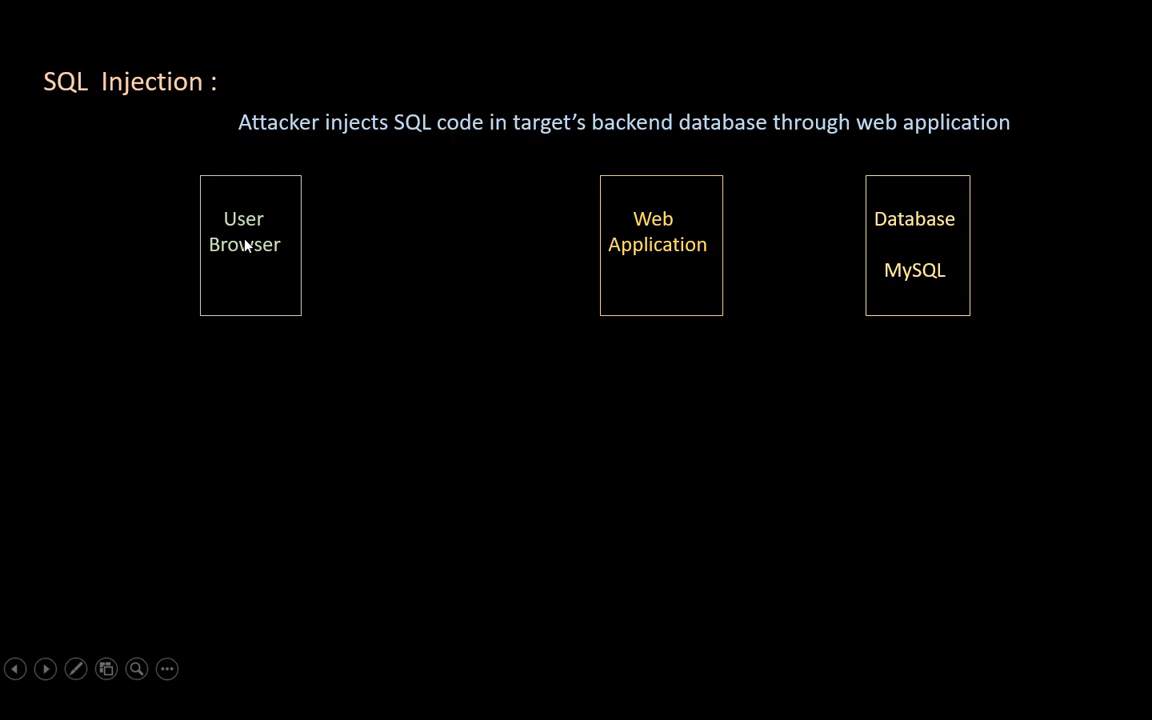 SQL Injection :
Attacker injects SQL code in target’s backend database through web application
User
Browser
Web
Application
Database
MySQL